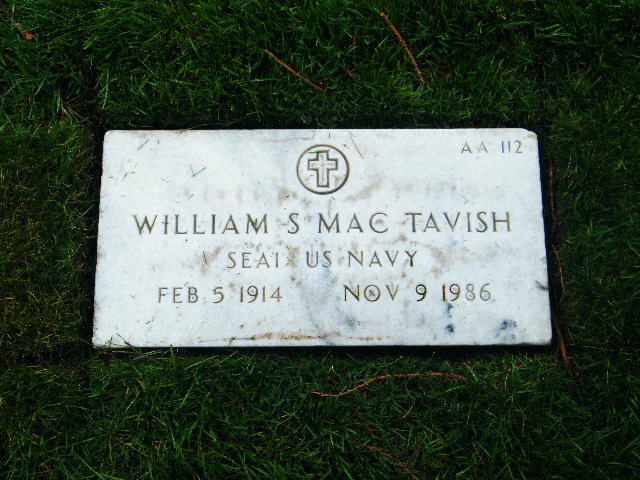 AA 112
WILLIAM S MAC TAVISH
SEA1 US NAVY
FEB 5 1914 NOV 9 1986